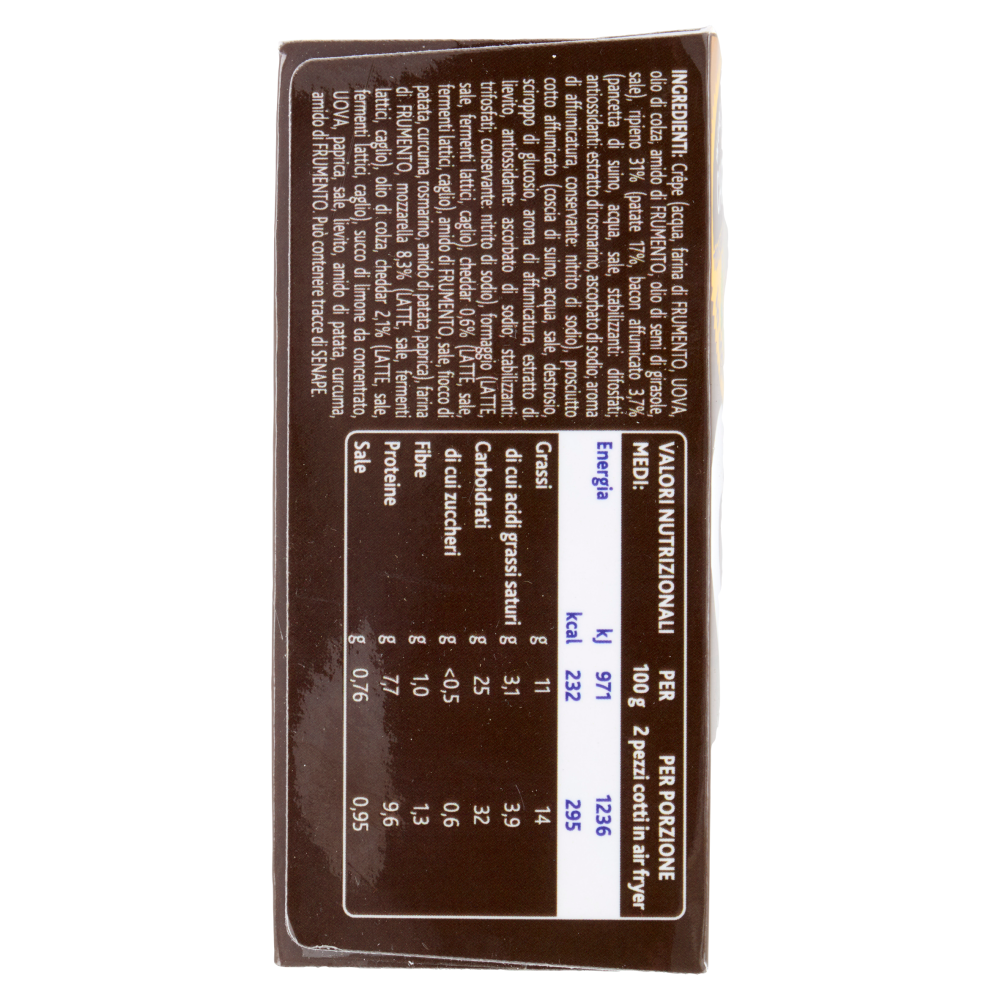 INGREDIENTI: Crêpe (acqua, farina di FRUMENTO, UOVA,
olio di colza, amido di FRUMENTO, olio di semi di girasole,
sale), ripieno 31% (patate 17%, bacon affumicato 3,7%
(pancetta di suino, acqua, sale, stabilizzanti: difosfati,
antiossidanti: estratto di rosmarino, ascorbato di sodio, aroma
di affumicatura, conservante: nitrito di sodio), prosciutto
cotto affumicato (coscia di suino, acqua, sale, destrosio,
sciroppo di glucosio, aroma di affumicatura, estratto di
lievito, antiossidante: ascorbato di sodio, stabilizzanti:
trifosfati, conservante: nitrito di sodio) formaggio (LATTE,
sale, fermenti lattici, caglio), cheddar 0,6% (LATTE, sale,
fermenti lattici, caglio), amido di FRUMENTO, sale, fiocco di
patata, curcuma, rosmarino, amido di patata, paprica), farina
di FRUMENTO, mozzarella 8,3% (LATTE, sale, fermenti
lattici, caglio), olio di colza, cheddar 2,1% (LATTE, sale,
fermenti lattici, caglio), succo di limone da concentrato,
UOVA, paprica, sale, lievito, amido di patata, curcuma,
amido di FRUMENTO. Può contenere tracce di SENAPE.
VALORI NUTRIZIONALI PER PER PORZIONE
MEDI: 100 g 2 pezzi cotti in air fryer
Energia kJ 971 1236
kcal 232 295
Grassi g 11 14
di cui acidi grassi saturi g 3,1 3,9
Carboidrati g 25 32
di cui zuccheri g <0,5 0,6
Fibre g 1,0 1,3
Proteine g 7,7 9,6
Sale g 0,76 0,95